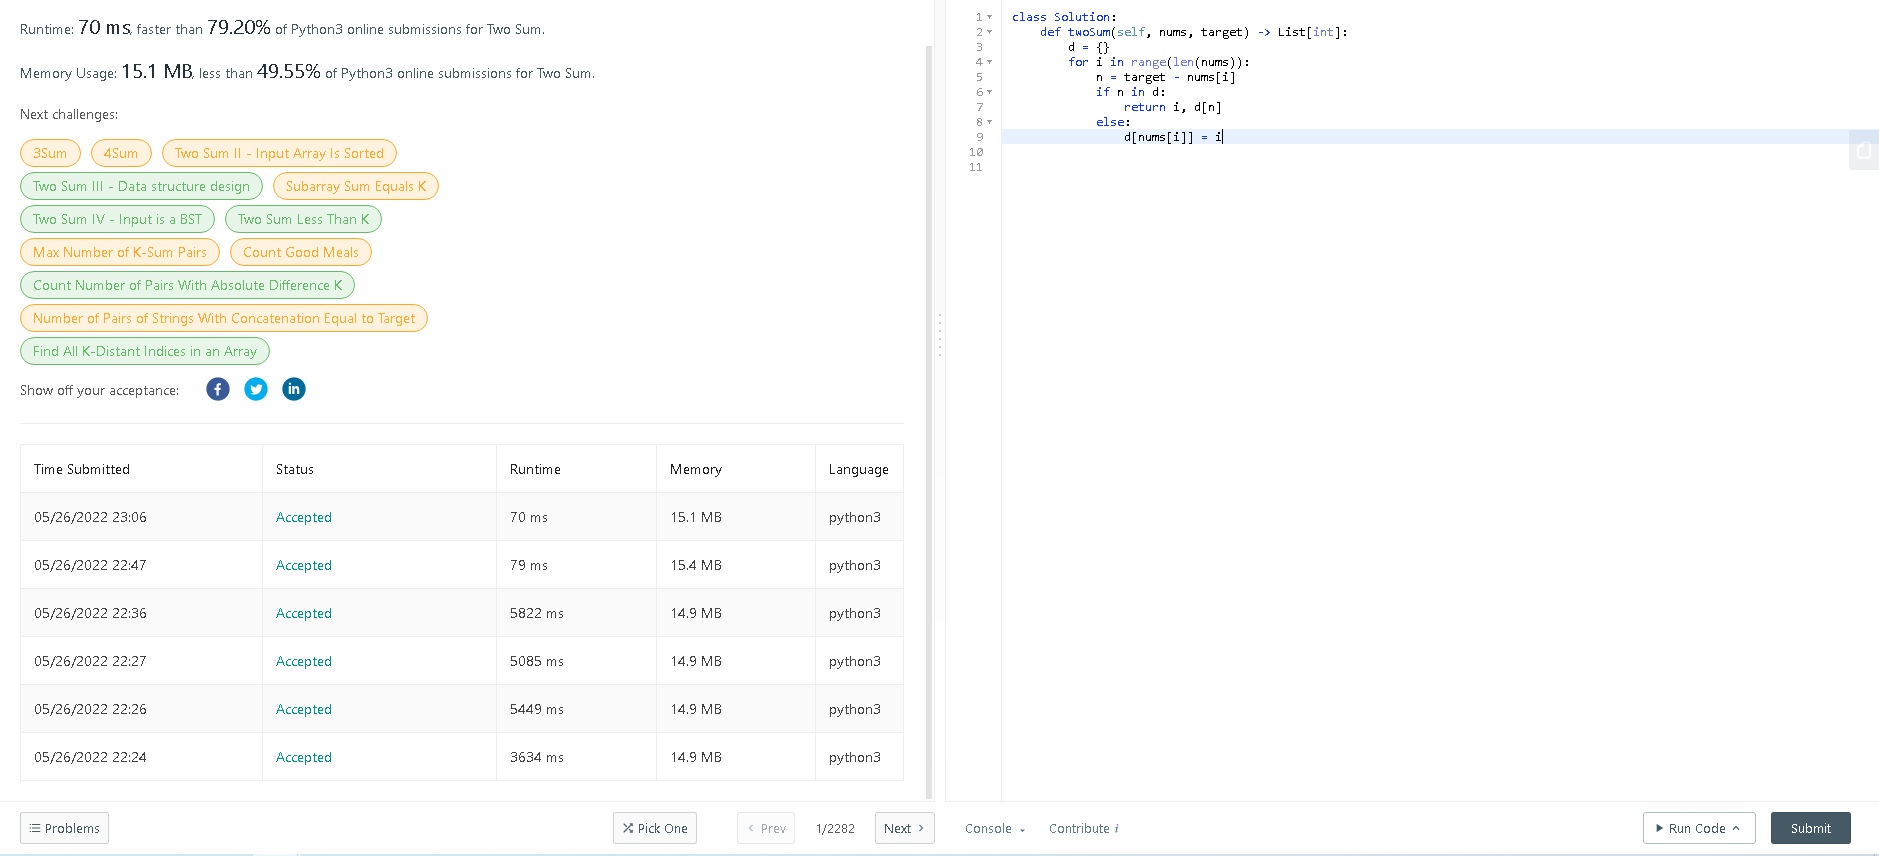 Runtime: 70 ms, faster than 79.20% of Python3 online submissions for Two Sum.
Memory Usage: 15.1 MB, less than 49.55% of Python3 online submissions for Two Sum.
Next challenges:
3Sum 4Sum Two Sum II - Input Array Is Sorted
Two Sum III - Data structure design Subarray Sum Equals K
Two Sum IV - Input is a BST Two Sum Less Than K
Max Number of K-Sum Pairs Count Good Meals
Count Number of Pairs With Absolute Difference K
Number of Pairs of Strings With Concatenation Equal to Target
Find All K-Distant Indices in an Array
Show off your acceptance: f in
Time Submitted Status Runtime Memory Language
05/26/2022 23:06 Accepted 70 ms 15.1 MB python3
05/26/2022 22:47 Accepted 79 ms 15.4 MB python3
05/26/2022 22:36 Accepted 5822 ms 14.9 MB python3
05/26/2022 22:27 Accepted 5085 ms 14.9 MB python3
05/26/2022 22:26 Accepted 5449 ms 14.9 MB python3
05/26/2022 22:24 Accepted 3634 ms 14.9 MB python3
1 class Solution:
2     def twoSum(self, nums, target) -> List[int]:
3         d = {}
4         for i in range(len(nums)):
5             n = target - nums[i]
6             if n in d:
7                 return i, d[n]
8             else:
9                 d[nums[i]] = i
10
11
Problems Pick One < Prev 1/2282 Next > Console Contribute i Run Code Submit